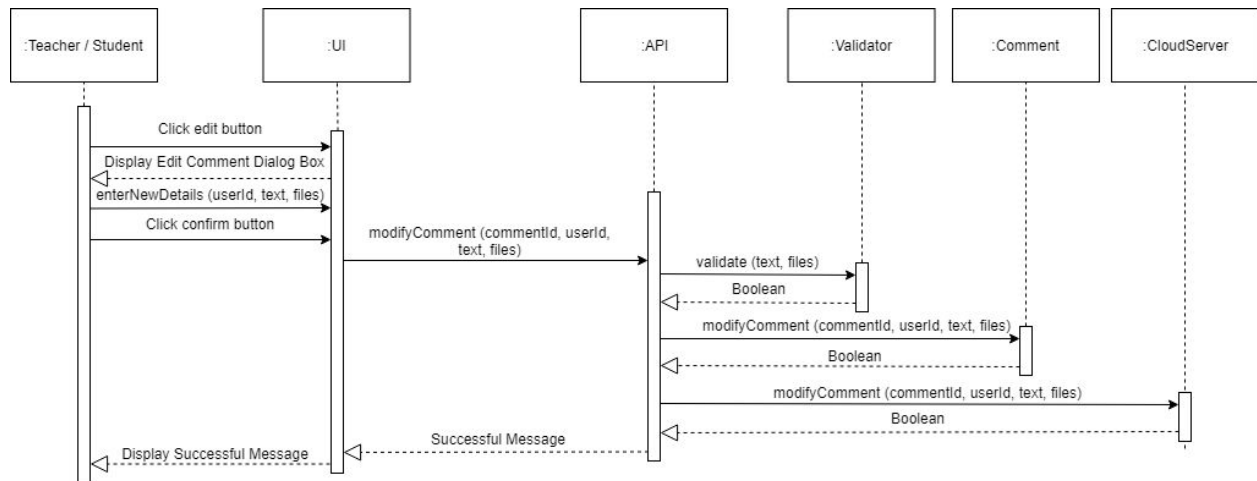 :Teacher / Student
:UI
:API
:Validator
:Comment
:CloudServer
Click edit button
Display Edit Comment Dialog Box
enterNewDetails (userId, text, files)
Click confirm button
modifyComment (commentId, userId,
text, files)
validate (text, files)
Boolean
modifyComment (commentId, userId, text, files)
Boolean
modifyComment (commentId, userId, text, files)
Boolean
Successful Message
Display Successful Message